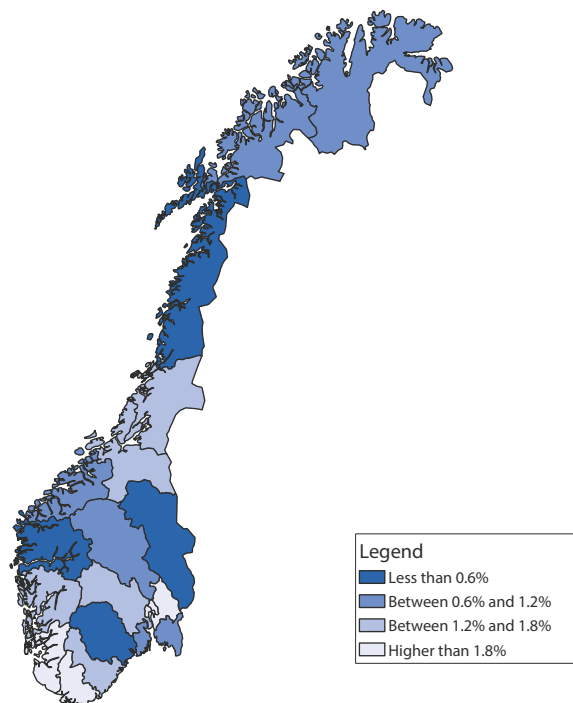 Legend
Less than 0.6%
Between 0.6% and 1.2%
Between 1.2% and 1.8%
Higher than 1.8%